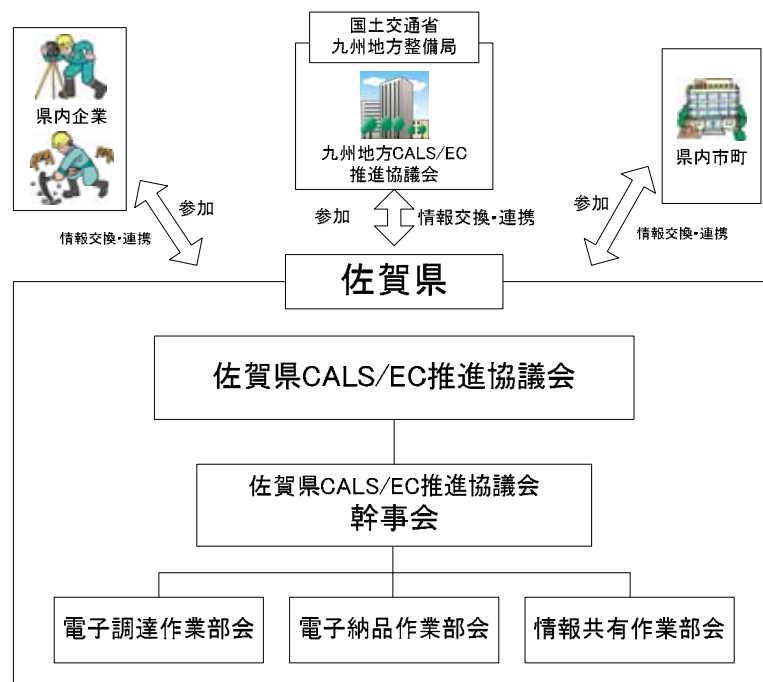 国土交通省
九州地方整備局
県内企業
九州地方CALS/EC
推進協議会
県内市町
参加
情報交換・連携
参加
情報交換・連携
参加
情報交換・連携
佐賀県
佐賀県CALS/EC推進協議会
佐賀県CALS/EC推進協議会
幹事会
電子調達作業部会
電子納品作業部会
情報共有作業部会